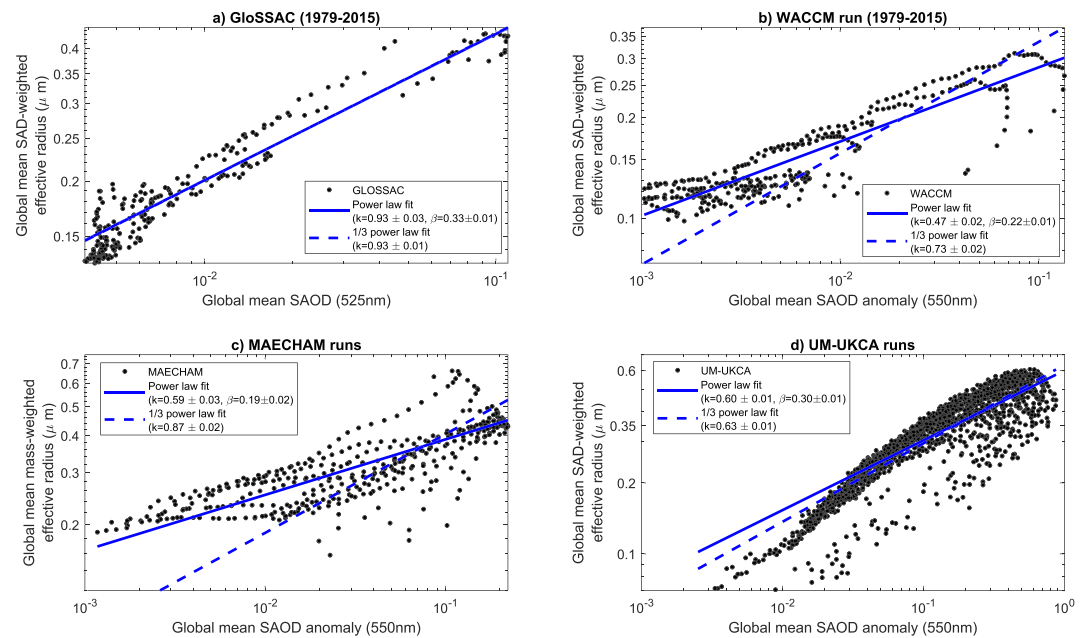 a) GloSSAC (1979-2015)
0.4
0.35
0.3
0.25
0.2
0.15
Global mean SAD-weighted
effective radius (μ m)
GLOSSAC
Power law fit
(k=0.93 ± 0.03, β=0.33±0.01)
1/3 power law fit
(k=0.93 ± 0.01)
10⁻²
10⁻¹
Global mean SAOD (525nm)
b) WACCM run (1979-2015)
0.35
0.3
0.25
0.2
0.15
0.1
Global mean SAD-weighted
effective radius (μ m)
WACCM
Power law fit
(k=0.47 ± 0.02, β=0.22±0.01)
1/3 power law fit
(k=0.73 ± 0.02)
10⁻³
10⁻²
10⁻¹
Global mean SAOD anomaly (550nm)
c) MAECHAM runs
0.7
0.6
0.5
0.4
0.3
0.2
Global mean mass-weighted
effective radius (μ m)
MAECHAM
Power law fit
(k=0.59 ± 0.03, β=0.19±0.02)
1/3 power law fit
(k=0.87 ± 0.02)
10⁻³
10⁻²
10⁻¹
Global mean SAOD anomaly (550nm)
d) UM-UKCA runs
0.6
0.35
0.2
0.1
Global mean SAD-weighted
effective radius (μ m)
UM-UKCA
Power law fit
(k=0.60 ± 0.01, β=0.30±0.01)
1/3 power law fit
(k=0.63 ± 0.01)
10⁻³
10⁻²
10⁻¹
10⁰
Global mean SAOD anomaly (550nm)